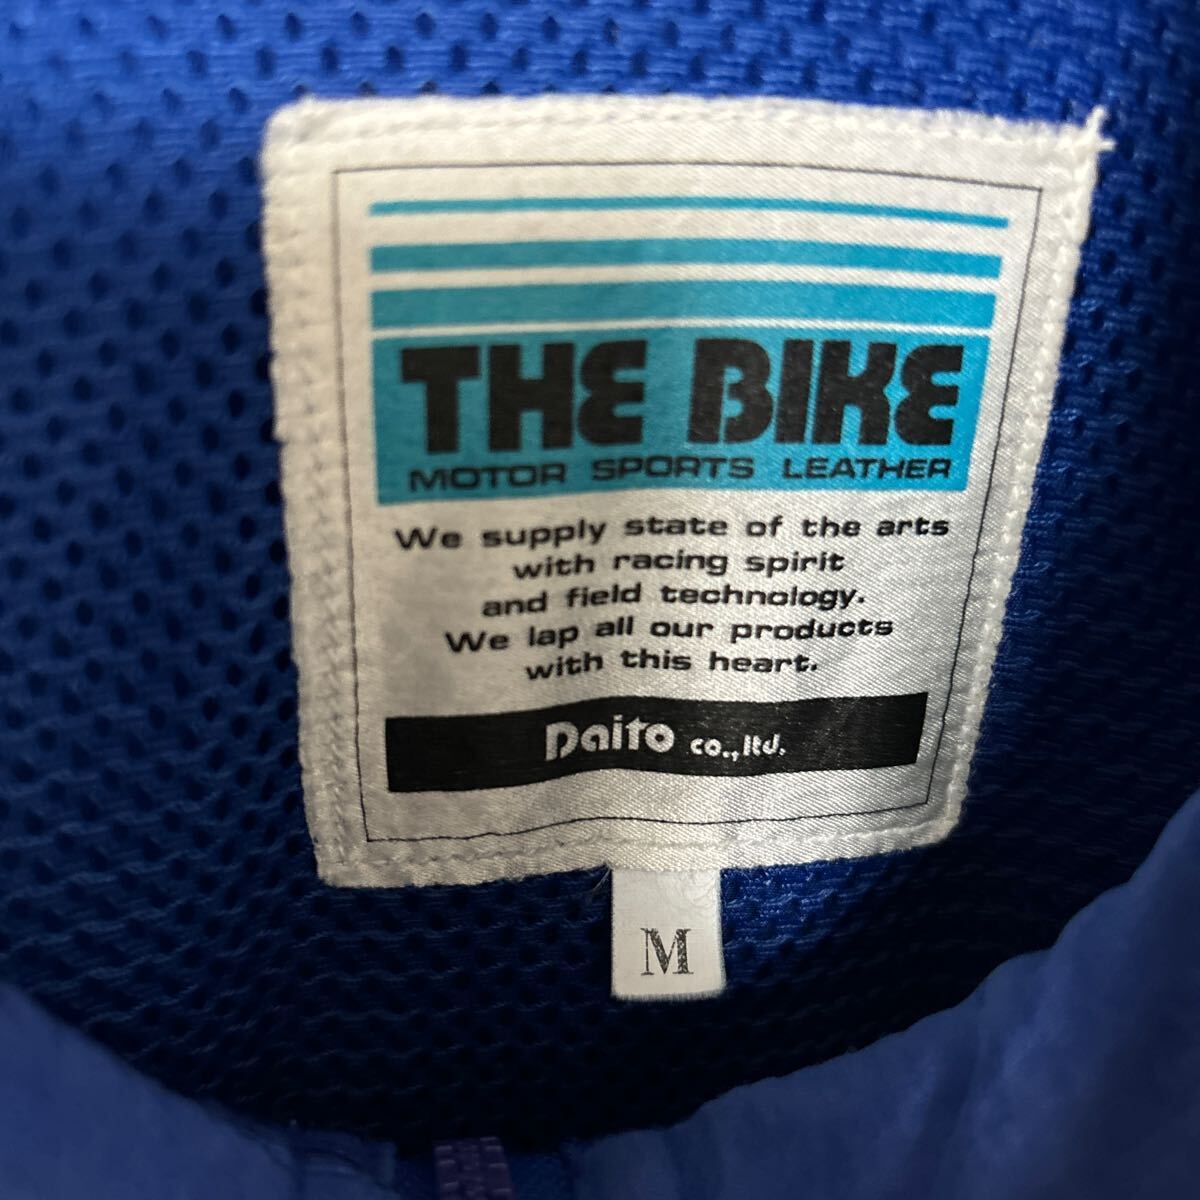 THE BIKE
MOTOR SPORTS LEATHER
We supply state of the arts
with racing spirit
and field technology.
We lap all our products
with this heart.
Daito co.,ltd.
M